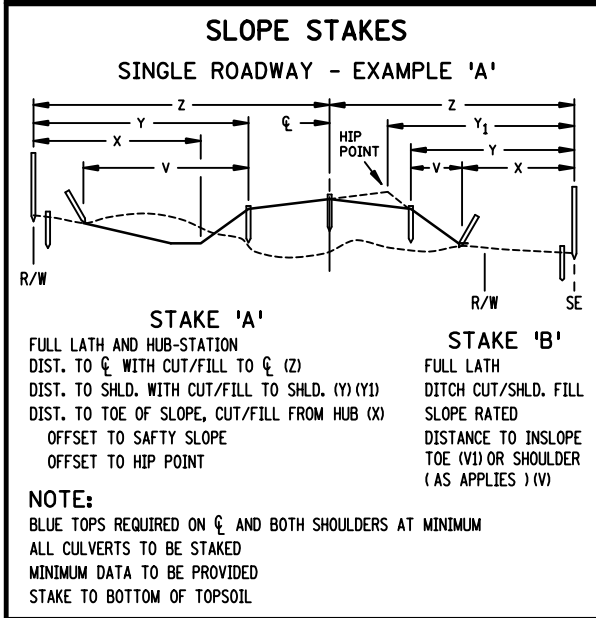 SLOPE STAKES
SINGLE ROADWAY - EXAMPLE 'A'
Z Z
Y ℄ Y1
X HIP POINT Y
V V X
R/W R/W SE
STAKE 'A'
FULL LATH AND HUB-STATION
DIST. TO ℄ WITH CUT/FILL TO ℄ (Z)
DIST. TO SHLD. WITH CUT/FILL TO SHLD. (Y)(Y1)
DIST. TO TOE OF SLOPE, CUT/FILL FROM HUB (X)
OFFSET TO SAFTY SLOPE
OFFSET TO HIP POINT
STAKE 'B'
FULL LATH
DITCH CUT/SHLD. FILL
SLOPE RATED
DISTANCE TO INSLOPE
TOE (V1) OR SHOULDER
( AS APPLIES ) (V)
NOTE:
BLUE TOPS REQUIRED ON ℄ AND BOTH SHOULDERS AT MINIMUM
ALL CULVERTS TO BE STAKED
MINIMUM DATA TO BE PROVIDED
STAKE TO BOTTOM OF TOPSOIL